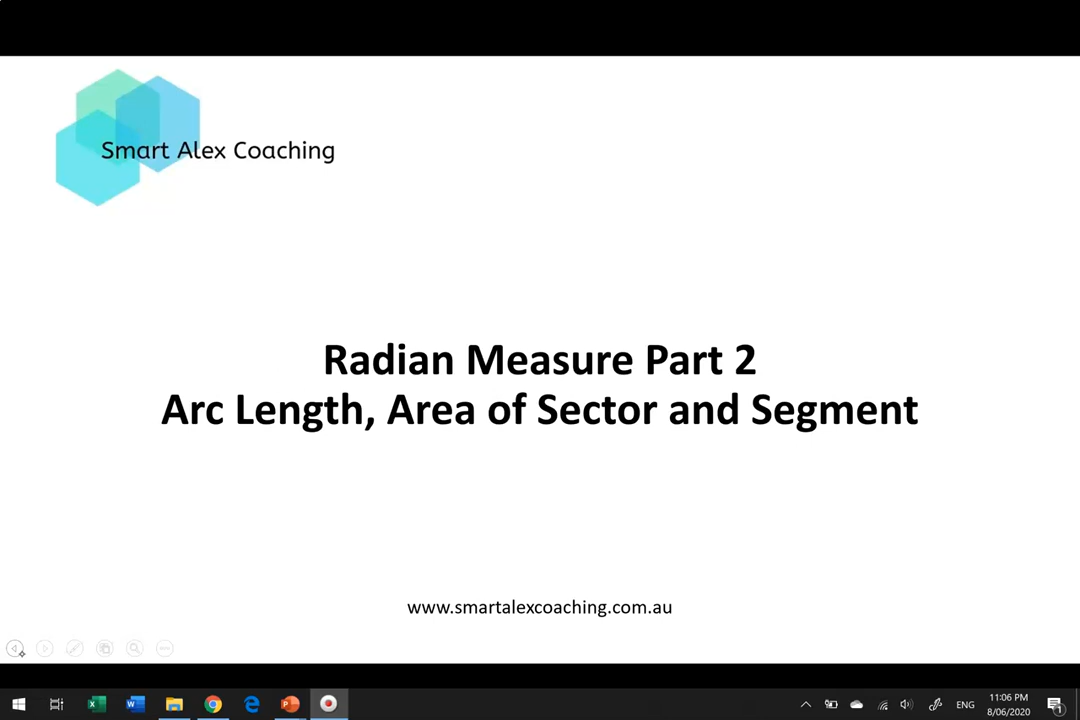 Smart Alex Coaching
Radian Measure Part 2
Arc Length, Area of Sector and Segment
www.smartalexcoaching.com.au
ENG
11:06 PM
8/06/2020